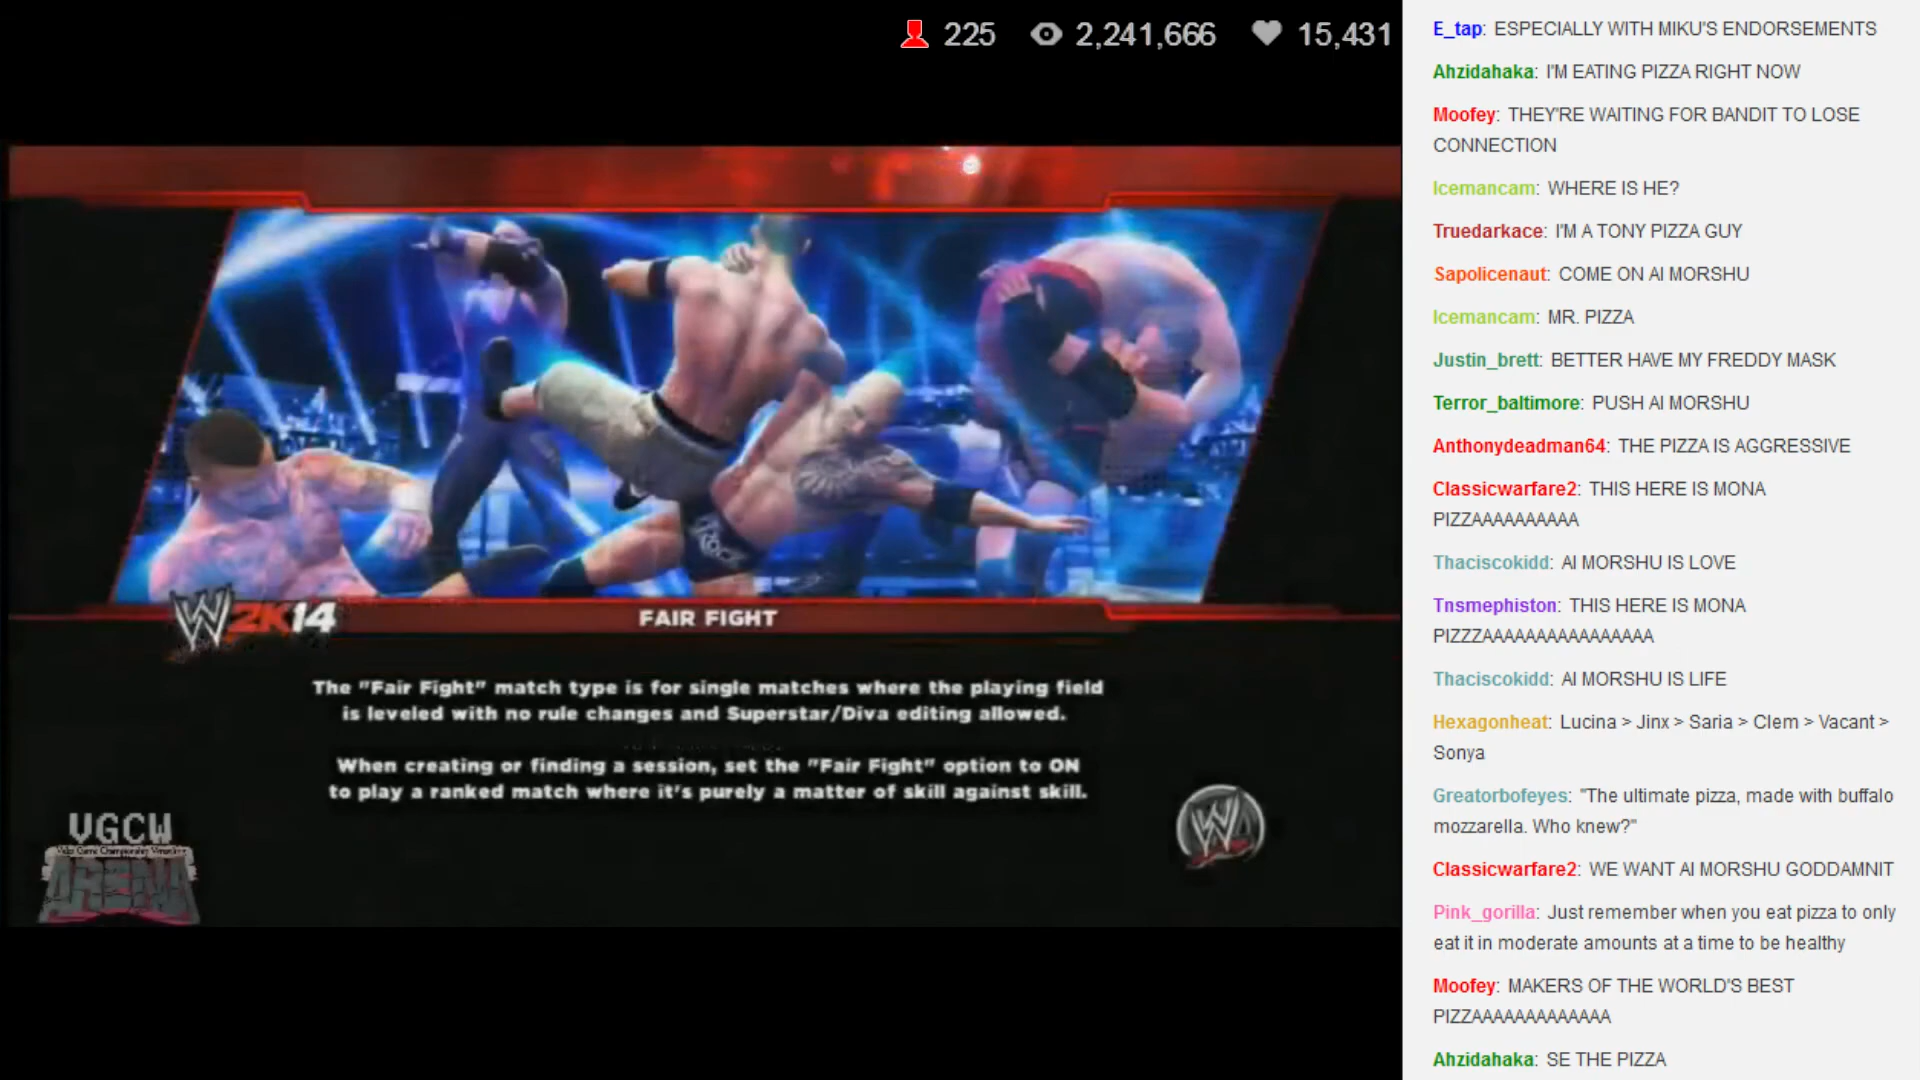 225 2,241,666 15,431
W 2K14
FAIR FIGHT
The "Fair Fight" match type is for single matches where the playing field
is leveled with no rule changes and Superstar/Diva editing allowed.
When creating or finding a session, set the "Fair Fight" option to ON
to play a ranked match where it's purely a matter of skill against skill.
VGCW
Video Game Championship Wrestling
ARENA
E_tap: ESPECIALLY WITH MIKU'S ENDORSEMENTS
Ahzidahaka: I'M EATING PIZZA RIGHT NOW
Moofey: THEY'RE WAITING FOR BANDIT TO LOSE
CONNECTION
Icemancam: WHERE IS HE?
Truedarkace: I'M A TONY PIZZA GUY
Sapolicenaut: COME ON AI MORSHU
Icemancam: MR. PIZZA
Justin_brett: BETTER HAVE MY FREDDY MASK
Terror_baltimore: PUSH AI MORSHU
Anthonydeadman64: THE PIZZA IS AGGRESSIVE
Classicwarfare2: THIS HERE IS MONA
PIZZAAAAAAAAAA
Thaciscokidd: AI MORSHU IS LOVE
Tnsmephiston: THIS HERE IS MONA
PIZZZAAAAAAAAAAAAAAAA
Thaciscokidd: AI MORSHU IS LIFE
Hexagonheat: Lucina > Jinx > Saria > Clem > Vacant >
Sonya
Greatorbofeyes: "The ultimate pizza, made with buffalo
mozzarella. Who knew?"
Classicwarfare2: WE WANT AI MORSHU GODDAMNIT
Pink_gorilla: Just remember when you eat pizza to only
eat it in moderate amounts at a time to be healthy
Moofey: MAKERS OF THE WORLD'S BEST
PIZZAAAAAAAAAAAAA
Ahzidahaka: SE THE PIZZA